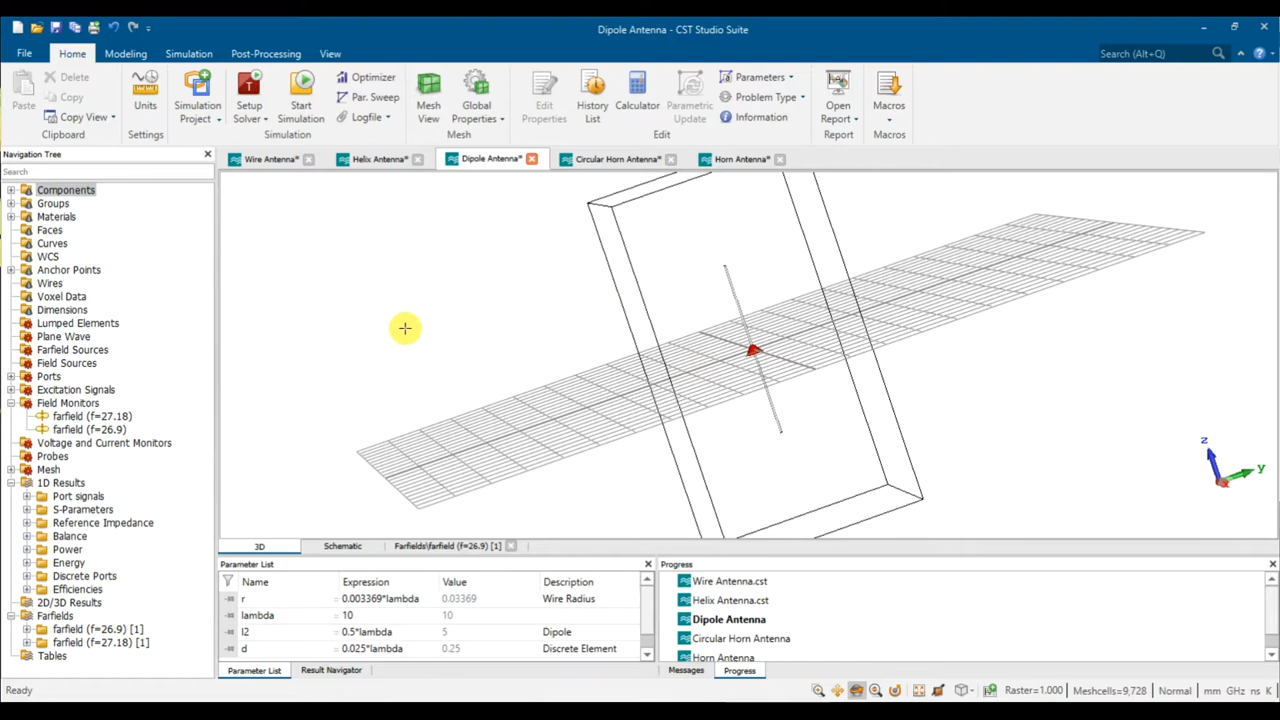 Dipole Antenna - CST Studio Suite
File Home Modeling Simulation Post-Processing View Search (Alt+Q)
Paste Delete Copy Copy View Clipboard
Units Settings
Simulation Project Setup Solver Start Simulation Optimizer Par. Sweep Logfile Simulation
Mesh View Global Properties Mesh
Edit Properties History List Calculator Parametric Update Parameters Problem Type Information Edit
Open Report Report
Macros Macros
Navigation Tree
Wire Antenna* Helix Antenna* Dipole Antenna* Circular Horn Antenna* Horn Antenna*
Search
Components
Groups
Materials
Faces
Curves
WCS
Anchor Points
Wires
Voxel Data
Dimensions
Lumped Elements
Plane Wave
Farfield Sources
Field Sources
Ports
Excitation Signals
Field Monitors
farfield (f=27.18)
farfield (f=26.9)
Voltage and Current Monitors
Probes
Mesh
1D Results
Port signals
S-Parameters
Reference Impedance
Balance
Power
Energy
Discrete Ports
Efficiencies
2D/3D Results
Farfields
farfield (f=26.9) [1]
farfield (f=27.18) [1]
Tables
z
y
x
3D Schematic Farfields\farfield (f=26.9) [1]
Parameter List
Name Expression Value Description
r = 0.003369*lambda 0.03369 Wire Radius
lambda = 10 10
l2 = 0.5*lambda 5 Dipole
d = 0.025*lambda 0.25 Discrete Element
Parameter List Result Navigator
Progress
Wire Antenna.cst
Helix Antenna.cst
Dipole Antenna
Circular Horn Antenna
Horn Antenna
Messages Progress
Ready Raster=1.000 Meshcells=9,728 Normal mm GHz ns K